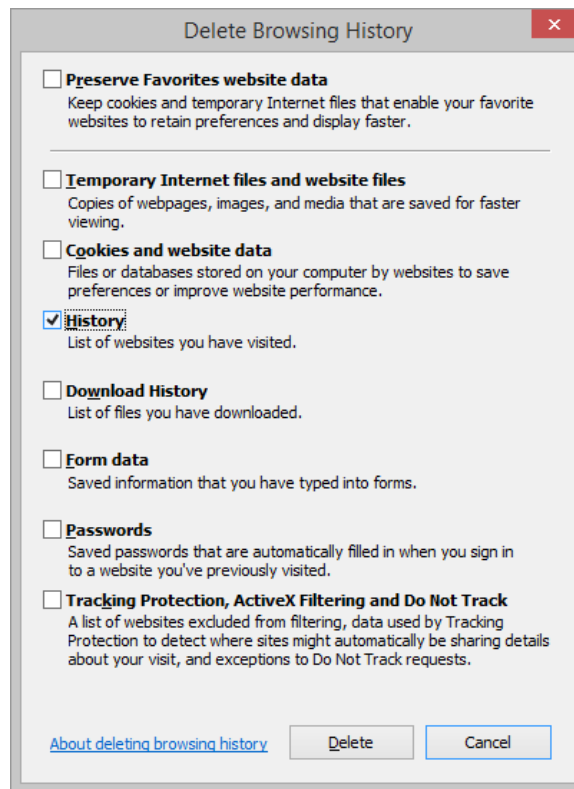 Delete Browsing History
Preserve Favorites website data
Keep cookies and temporary Internet files that enable your favorite
websites to retain preferences and display faster.
Temporary Internet files and website files
Copies of webpages, images, and media that are saved for faster
viewing.
Cookies and website data
Files or databases stored on your computer by websites to save
preferences or improve website performance.
History
List of websites you have visited.
Download History
List of files you have downloaded.
Form data
Saved information that you have typed into forms.
Passwords
Saved passwords that are automatically filled in when you sign in
to a website you've previously visited.
Tracking Protection, ActiveX Filtering and Do Not Track
A list of websites excluded from filtering, data used by Tracking
Protection to detect where sites might automatically be sharing details
about your visit, and exceptions to Do Not Track requests.
About deleting browsing history Delete Cancel